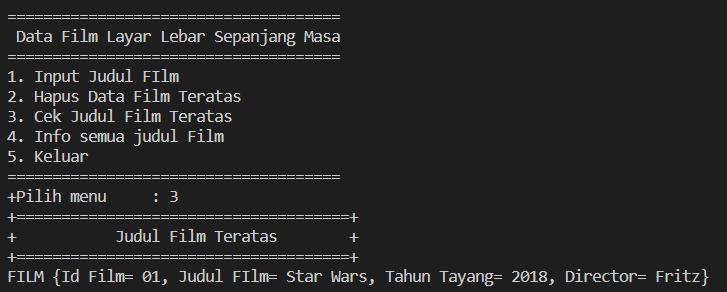 ====================================
Data Film Layar Lebar Sepanjang Masa
====================================
1. Input Judul FIlm
2. Hapus Data Film Teratas
3. Cek Judul Film Teratas
4. Info semua judul Film
5. Keluar
====================================
+Pilih menu     : 3
+====================================+
+           Judul Film Teratas        +
+====================================+
FILM {Id Film= 01, Judul FIlm= Star Wars, Tahun Tayang= 2018, Director= Fritz}